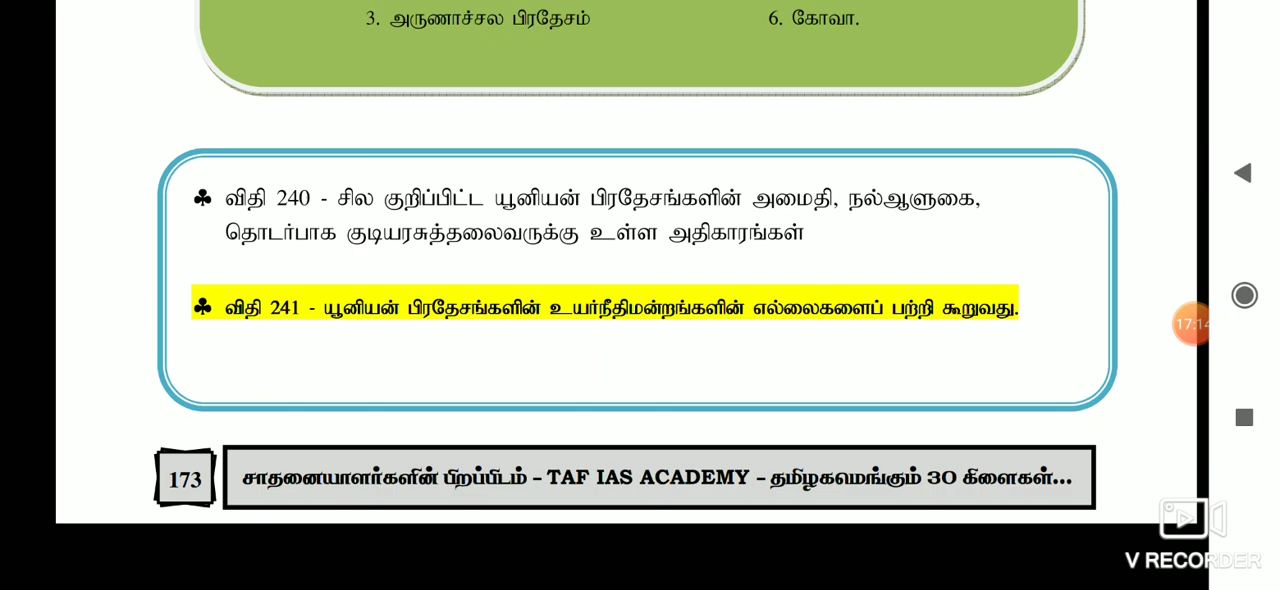 3. அருணாச்சல பிரதேசம் 6. கோவா.
♣ விதி 240 - சில குறிப்பிட்ட யூனியன் பிரதேசங்களின் அமைதி, நல்ஆளுகை,
தொடர்பாக குடியரசுத்தலைவருக்கு உள்ள அதிகாரங்கள்
♣ விதி 241 - யூனியன் பிரதேசங்களின் உயர்நீதிமன்றங்களின் எல்லைகளைப் பற்றி கூறுவது.
17:14
173 சாதனையாளர்களின் பிறப்பிடம் - TAF IAS ACADEMY - தமிழகமெங்கும் 30 கிளைகள்...
V RECORDER